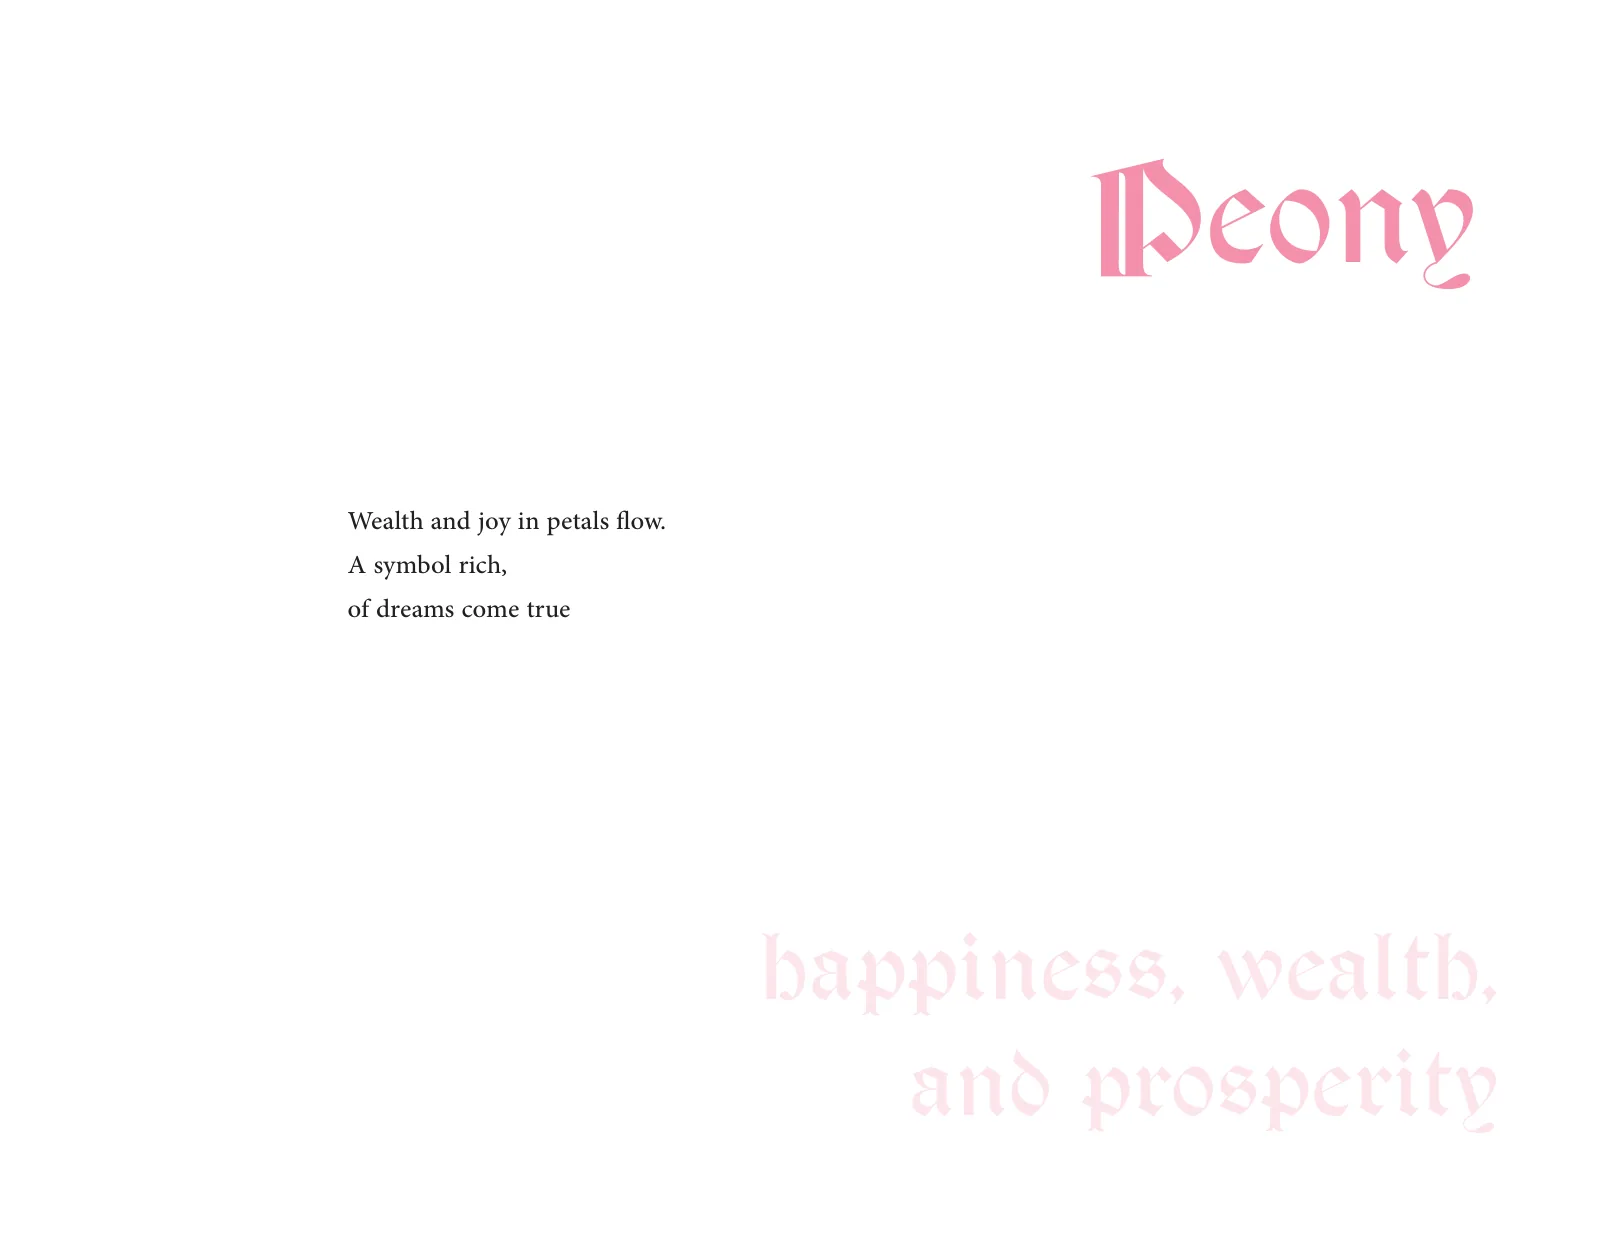 Peony
Wealth and joy in petals flow.
A symbol rich,
of dreams come true
happiness, wealth,
and prosperity